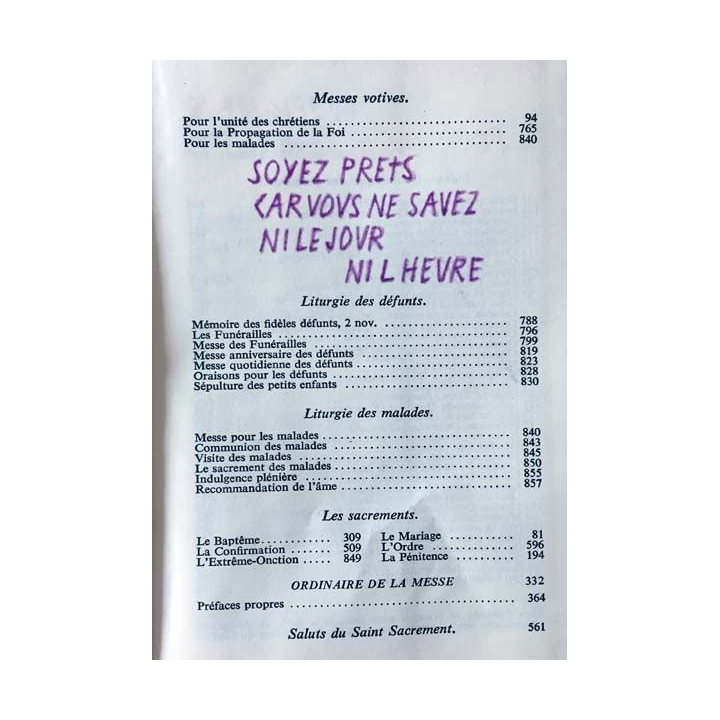 Messes votives.
Pour l'unité des chrétiens ........................ 94
Pour la Propagation de la Foi .................... 765
Pour les malades ................................. 840
SOYEZ PRETS
CAR VOUS NE SAVEZ
NI LE JOUR
NI L HEURE
Liturgie des défunts.
Mémoire des fidèles défunts, 2 nov. .............. 788
Les Funérailles .................................. 796
Messe des Funérailles ............................ 799
Messe anniversaire des défunts ................... 819
Messe quotidienne des défunts .................... 823
Oraisons pour les défunts ........................ 828
Sépulture des petits enfants ..................... 830
Liturgie des malades.
Messe pour les malades ........................... 840
Communion des malades ............................ 843
Visite des malades ............................... 845
Le sacrement des malades ......................... 850
Indulgence plénière .............................. 855
Recommandation de l'âme .......................... 857
Les sacrements.
Le Baptême............ 309 Le Mariage ............ 81
La Confirmation ....... 509 L'Ordre .............. 596
L'Extrême-Onction ..... 849 La Pénitence ......... 194
ORDINAIRE DE LA MESSE 332
Préfaces propres ................................. 364
Saluts du Saint Sacrement. 561